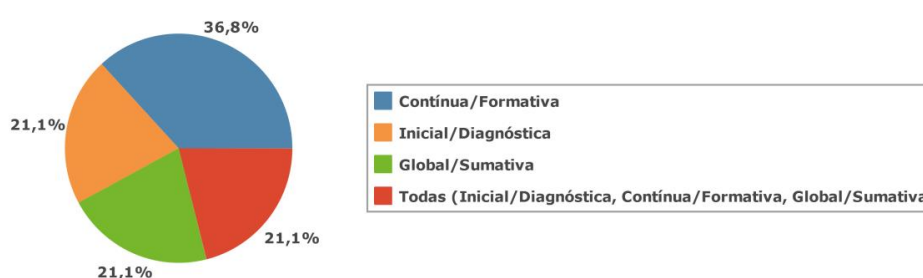 36,8%
21,1%
21,1%
21,1%
Contínua/Formativa
Inicial/Diagnóstica
Global/Sumativa
Todas (Inicial/Diagnóstica, Contínua/Formativa, Global/Sumativa